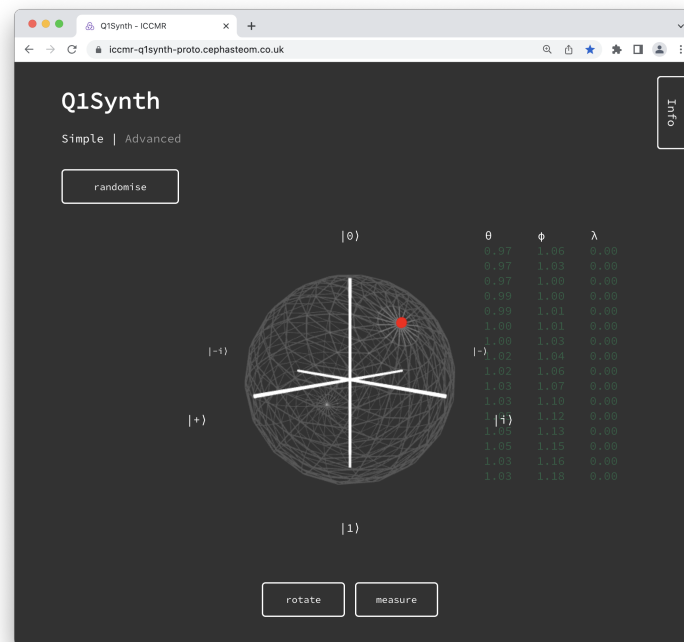 Q1Synth - ICCMR
iccmr-q1synth-proto.cephasteom.co.uk
Q1Synth
Info
Simple | Advanced
randomise
|0⟩
θ φ λ
0.97 1.06 0.00
0.97 1.03 0.00
0.97 1.00 0.00
0.99 1.00 0.00
0.99 1.01 0.00
1.00 1.01 0.00
1.00 1.03 0.00
|-i⟩ |-⟩
1.02 1.04 0.00
1.02 1.06 0.00
1.03 1.07 0.00
1.03 1.10 0.00
|+⟩ |i⟩
1.12 0.00
1.05 1.13 0.00
1.05 1.15 0.00
1.03 1.16 0.00
1.03 1.18 0.00
|1⟩
rotate measure